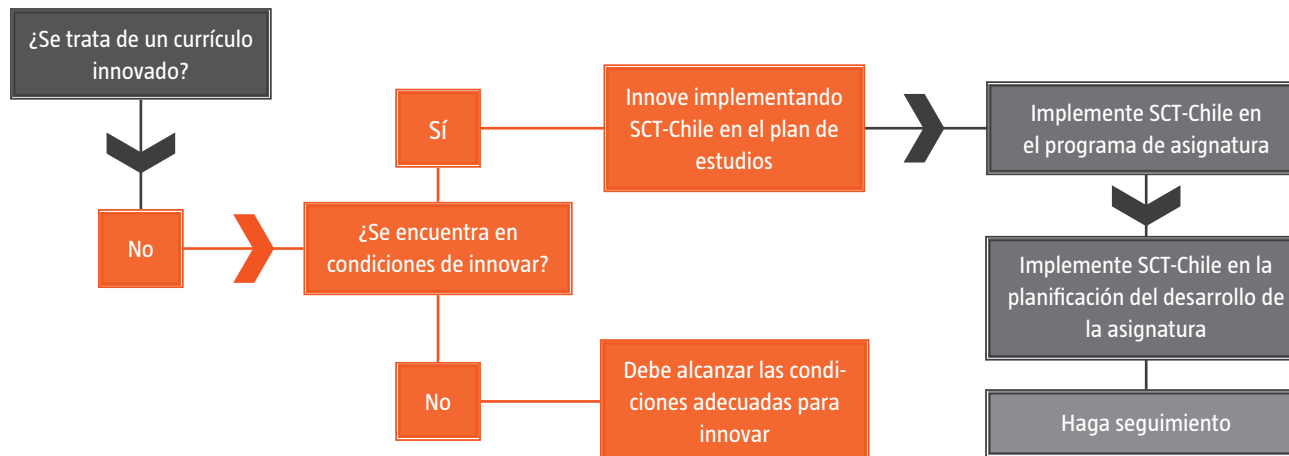 ¿Se trata de un currículo
innovado?
No
¿Se encuentra en
condiciones de innovar?
Sí
Innove implementando
SCT-Chile en el plan de
estudios
No
Debe alcanzar las condi-
ciones adecuadas para
innovar
Implemente SCT-Chile en
el programa de asignatura
Implemente SCT-Chile en la
planificación del desarrollo de
la asignatura
Haga seguimiento